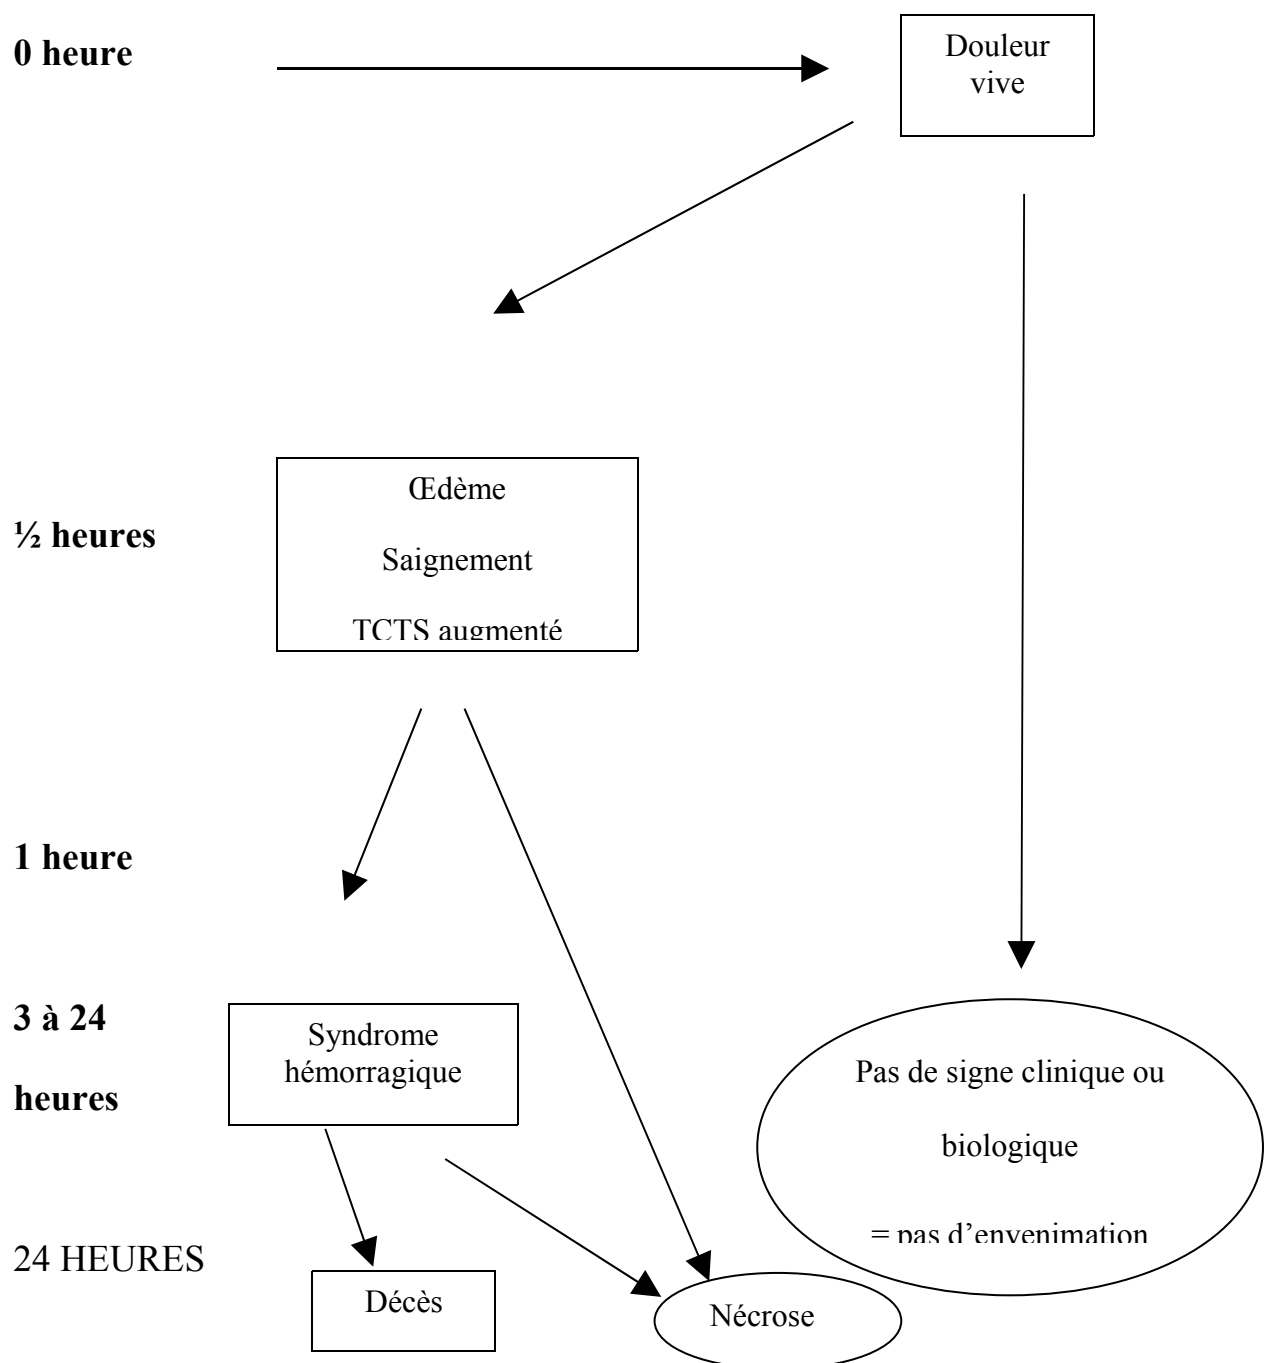 0 heure
Douleur
vive
½ heures
Œdème
Saignement
TCTS augmenté
1 heure
3 à 24
heures
Syndrome
hémorragique
Pas de signe clinique ou
biologique
= pas d’envenimation
24 HEURES
Décès
Nécrose